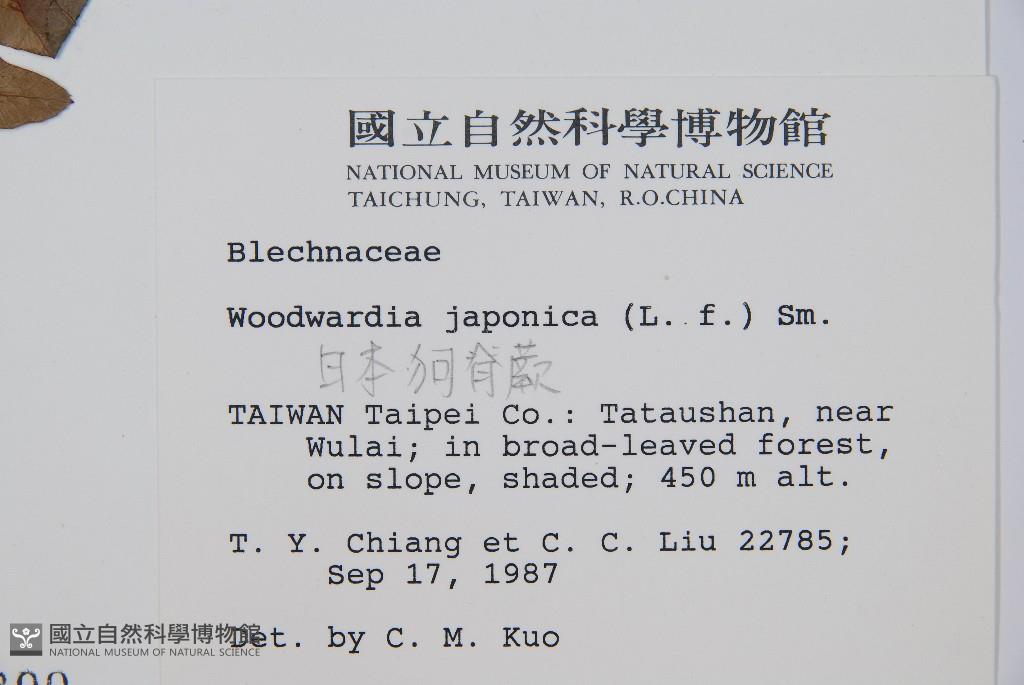 國立自然科學博物館
NATIONAL MUSEUM OF NATURAL SCIENCE
TAICHUNG, TAIWAN, R.O.CHINA
Blechnaceae
Woodwardia japonica (L. f.) Sm.
日本狗脊蕨
TAIWAN Taipei Co.: Tataushan, near
Wulai; in broad-leaved forest,
on slope, shaded; 450 m alt.
T. Y. Chiang et C. C. Liu 22785;
Sep 17, 1987
Det. by C. M. Kuo
國立自然科學博物館
NATIONAL MUSEUM OF NATURAL SCIENCE